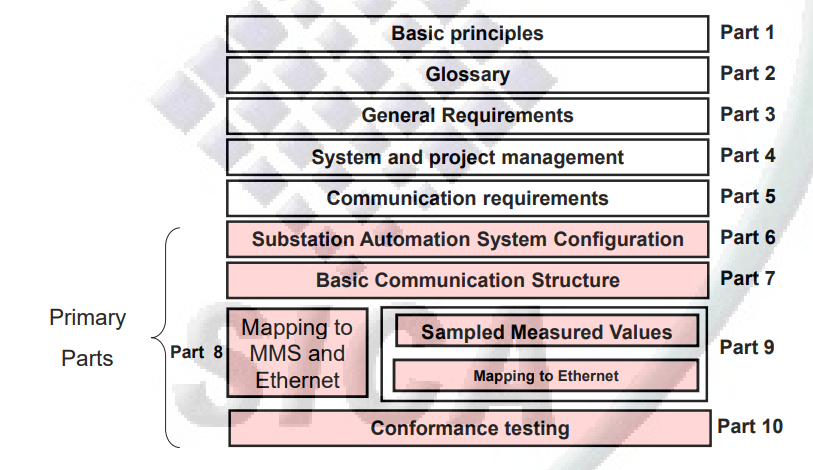 Basic principles Part 1
Glossary Part 2
General Requirements Part 3
System and project management Part 4
Communication requirements Part 5
Substation Automation System Configuration Part 6
Basic Communication Structure Part 7
Primary
Parts
Part 8
Mapping to
MMS and
Ethernet
Sampled Measured Values
Mapping to Ethernet
Part 9
Conformance testing Part 10
SICA